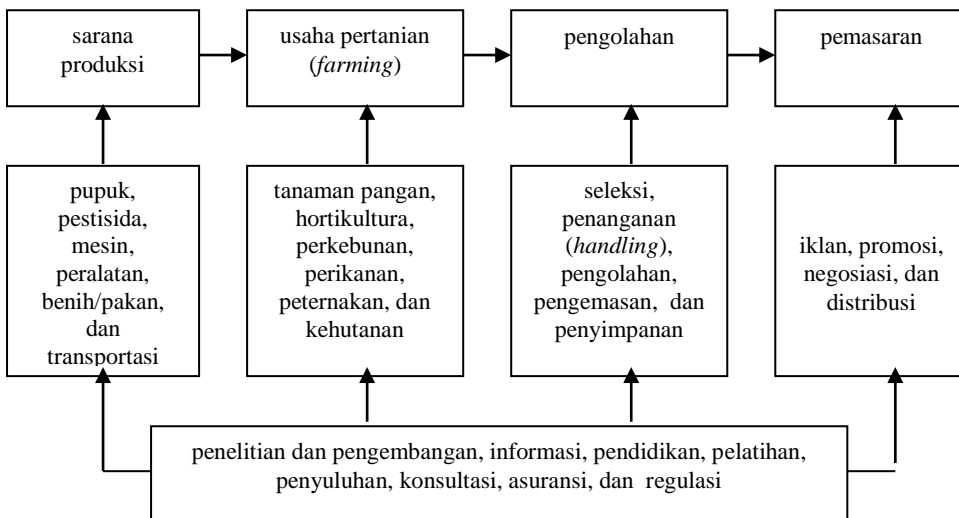 sarana
produksi
usaha pertanian
(farming)
pengolahan
pemasaran
pupuk,
pestisida,
mesin,
peralatan,
benih/pakan,
dan
transportasi
tanaman pangan,
hortikultura,
perkebunan,
perikanan,
peternakan, dan
kehutanan
seleksi,
penanganan
(handling),
pengolahan,
pengemasan, dan
penyimpanan
iklan, promosi,
negosiasi, dan
distribusi
penelitian dan pengembangan, informasi, pendidikan, pelatihan,
penyuluhan, konsultasi, asuransi, dan regulasi